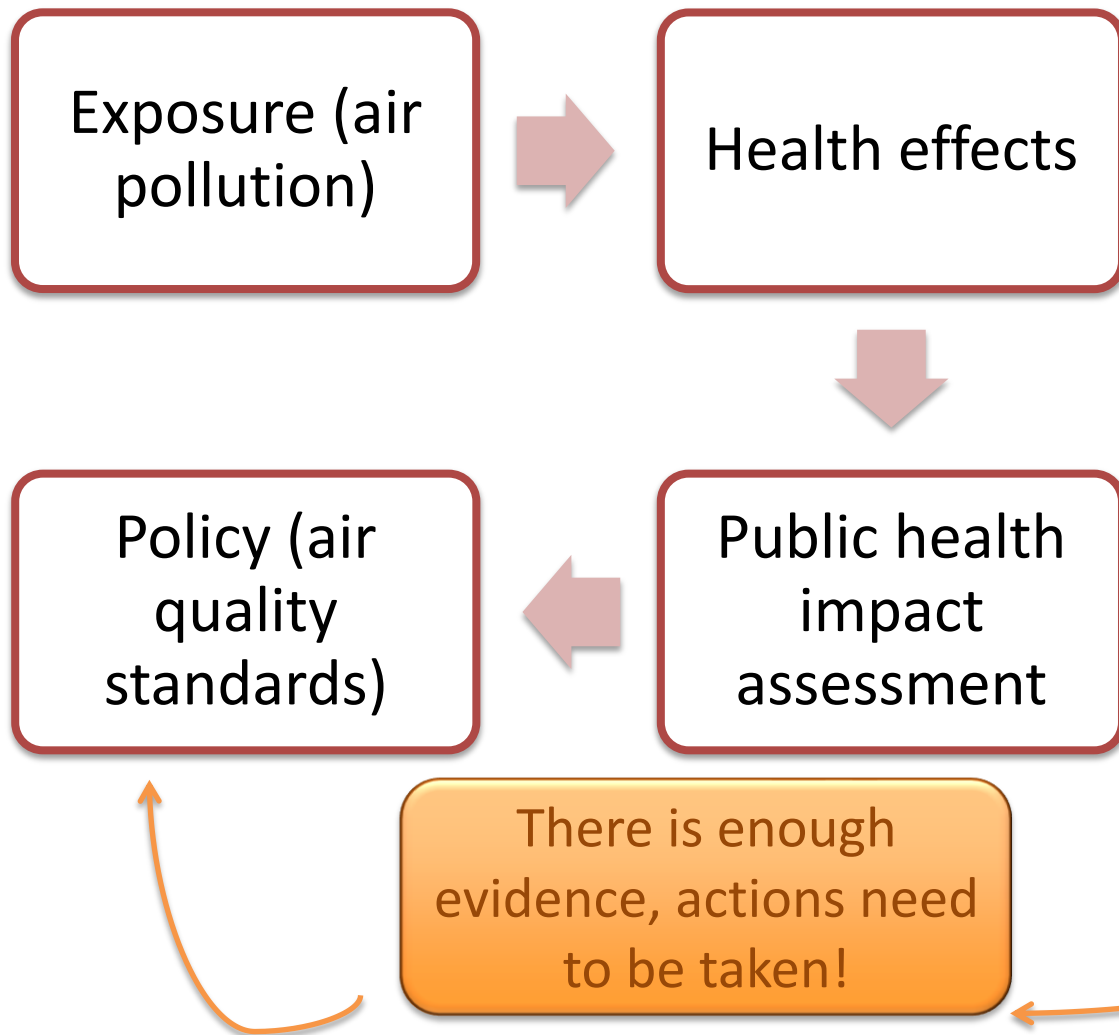 Exposure (air
pollution)
Health effects
Policy (air
quality
standards)
Public health
impact
assessment
There is enough
evidence, actions need
to be taken!